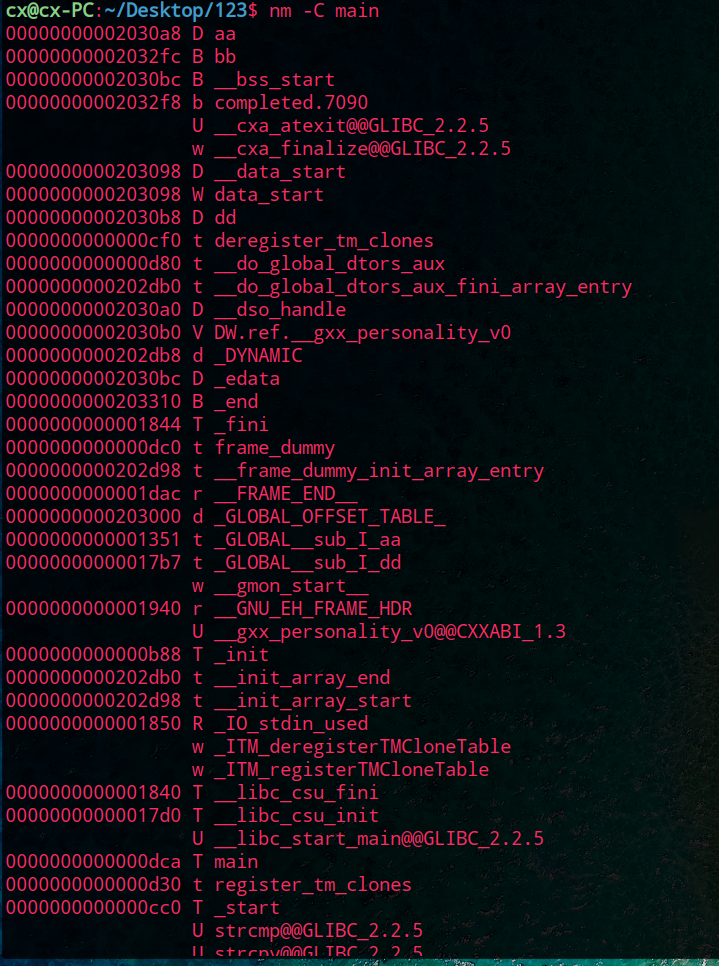 cx@cx-PC:~/Desktop/123$ nm -C main
00000000002030a8 D aa
00000000002032fc B bb
00000000002030bc B __bss_start
00000000002032f8 b completed.7090
                 U __cxa_atexit@@GLIBC_2.2.5
                 w __cxa_finalize@@GLIBC_2.2.5
0000000000203098 D __data_start
0000000000203098 W data_start
00000000002030b8 D dd
0000000000000cf0 t deregister_tm_clones
0000000000000d80 t __do_global_dtors_aux
0000000000202db0 t __do_global_dtors_aux_fini_array_entry
00000000002030a0 D __dso_handle
00000000002030b0 V DW.ref.__gxx_personality_v0
0000000000202db8 d _DYNAMIC
00000000002030bc D _edata
0000000000203310 B _end
0000000000001844 T _fini
0000000000000dc0 t frame_dummy
0000000000202d98 t __frame_dummy_init_array_entry
0000000000001dac r __FRAME_END__
0000000000203000 d _GLOBAL_OFFSET_TABLE_
0000000000001351 t _GLOBAL__sub_I_aa
00000000000017b7 t _GLOBAL__sub_I_dd
                 w __gmon_start__
0000000000001940 r __GNU_EH_FRAME_HDR
                 U __gxx_personality_v0@@CXXABI_1.3
0000000000000b88 T _init
0000000000202db0 t __init_array_end
0000000000202d98 t __init_array_start
0000000000001850 R _IO_stdin_used
                 w _ITM_deregisterTMCloneTable
                 w _ITM_registerTMCloneTable
0000000000001840 T __libc_csu_fini
00000000000017d0 T __libc_csu_init
                 U __libc_start_main@@GLIBC_2.2.5
0000000000000dca T main
0000000000000d30 t register_tm_clones
0000000000000cc0 T _start
                 U strcmp@@GLIBC_2.2.5
                 U strcpy@@GLIBC_2.2.5